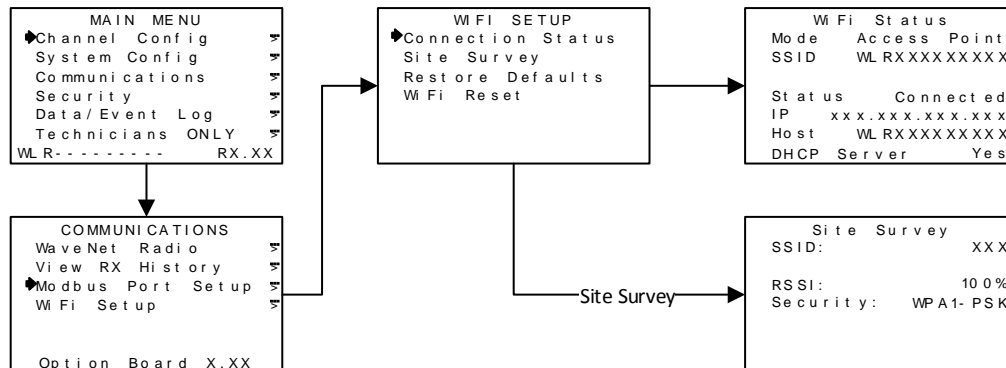 MAIN MENU
Channel Config
System Config
Communications
Security
Data/Event Log
Technicians ONLY
WLR--------- RX.XX
WIFI SETUP
Connection Status
Site Survey
Restore Defaults
WiFi Reset
WiFi Status
Mode Access Point
SSID WLRXXXXXXXXX
Status Connected
IP xxx.xxx.xxx.xxx
Host WLRXXXXXXXXX
DHCP Server Yes
COMMUNICATIONS
WaveNet Radio
View RX History
Modbus Port Setup
WiFi Setup
Option Board X.XX
Site Survey
Site Survey
SSID: XXX
RSSI: 100%
Security: WPA1-PSK